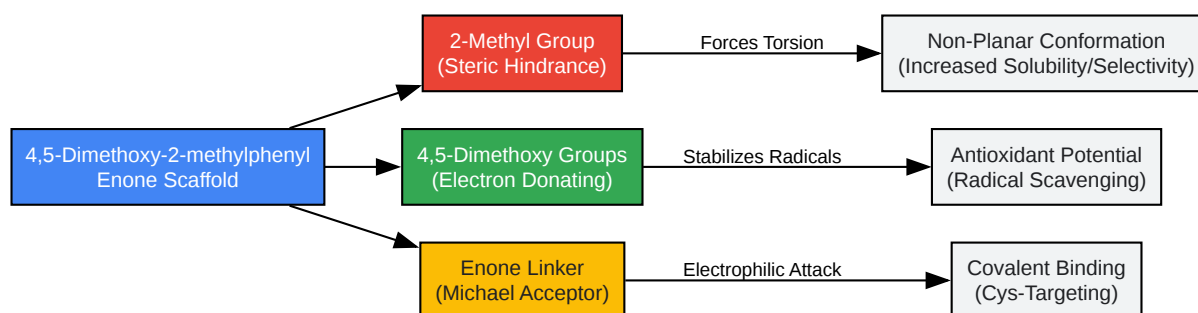 2-Methyl Group
(Steric Hindrance)
Forces Torsion
Non-Planar Conformation
(Increased Solubility/Selectivity)
4,5-Dimethoxy-2-methylphenyl
Enone Scaffold
4,5-Dimethoxy Groups
(Electron Donating)
Stabilizes Radicals
Antioxidant Potential
(Radical Scavenging)
Enone Linker
(Michael Acceptor)
Electrophilic Attack
Covalent Binding
(Cys-Targeting)